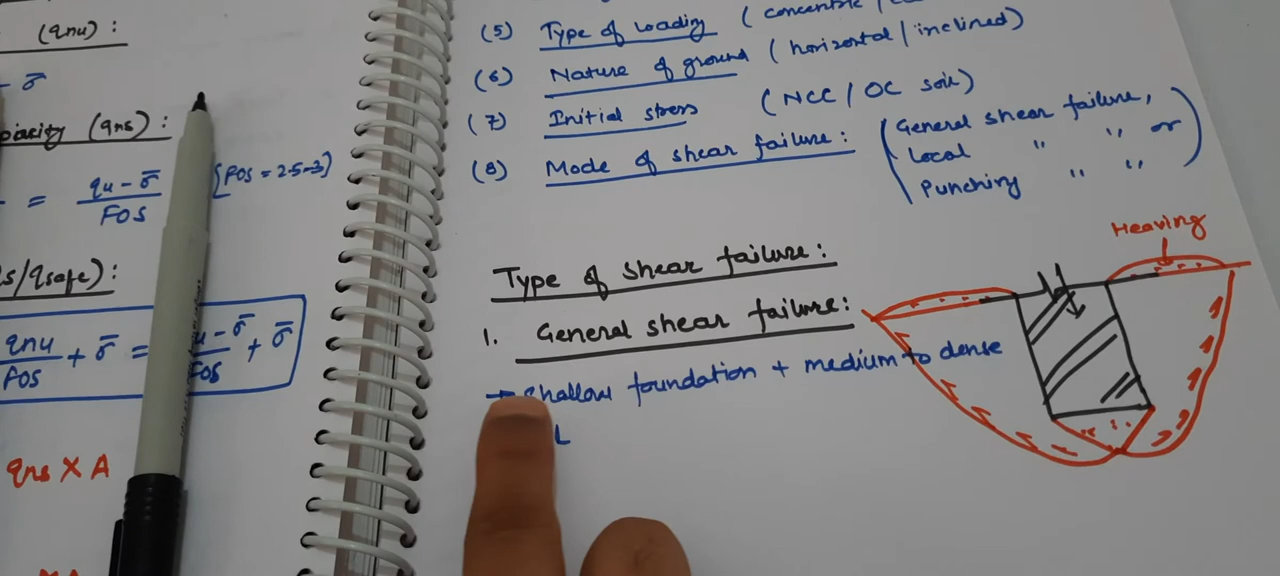 (qnu) :
- σ̄
(qns) :
= qu - σ̄ / FOS [FOS = 2.5-3]
s/qsafe) :
qnu / FOS + σ̄ = u - σ̄ / FOS + σ̄
qns X A
(5) Type of loading ( concentric /
(6) Nature of ground ( horizontal / inclined)
(7) Initial stress ( NCC / OC soil )
(8) Mode of shear failure : ( General shear failure,
Local " " or
Punching " " )
Heaving
Type of shear failure :
1. General shear failure :
→ Shallow foundation + medium to dense